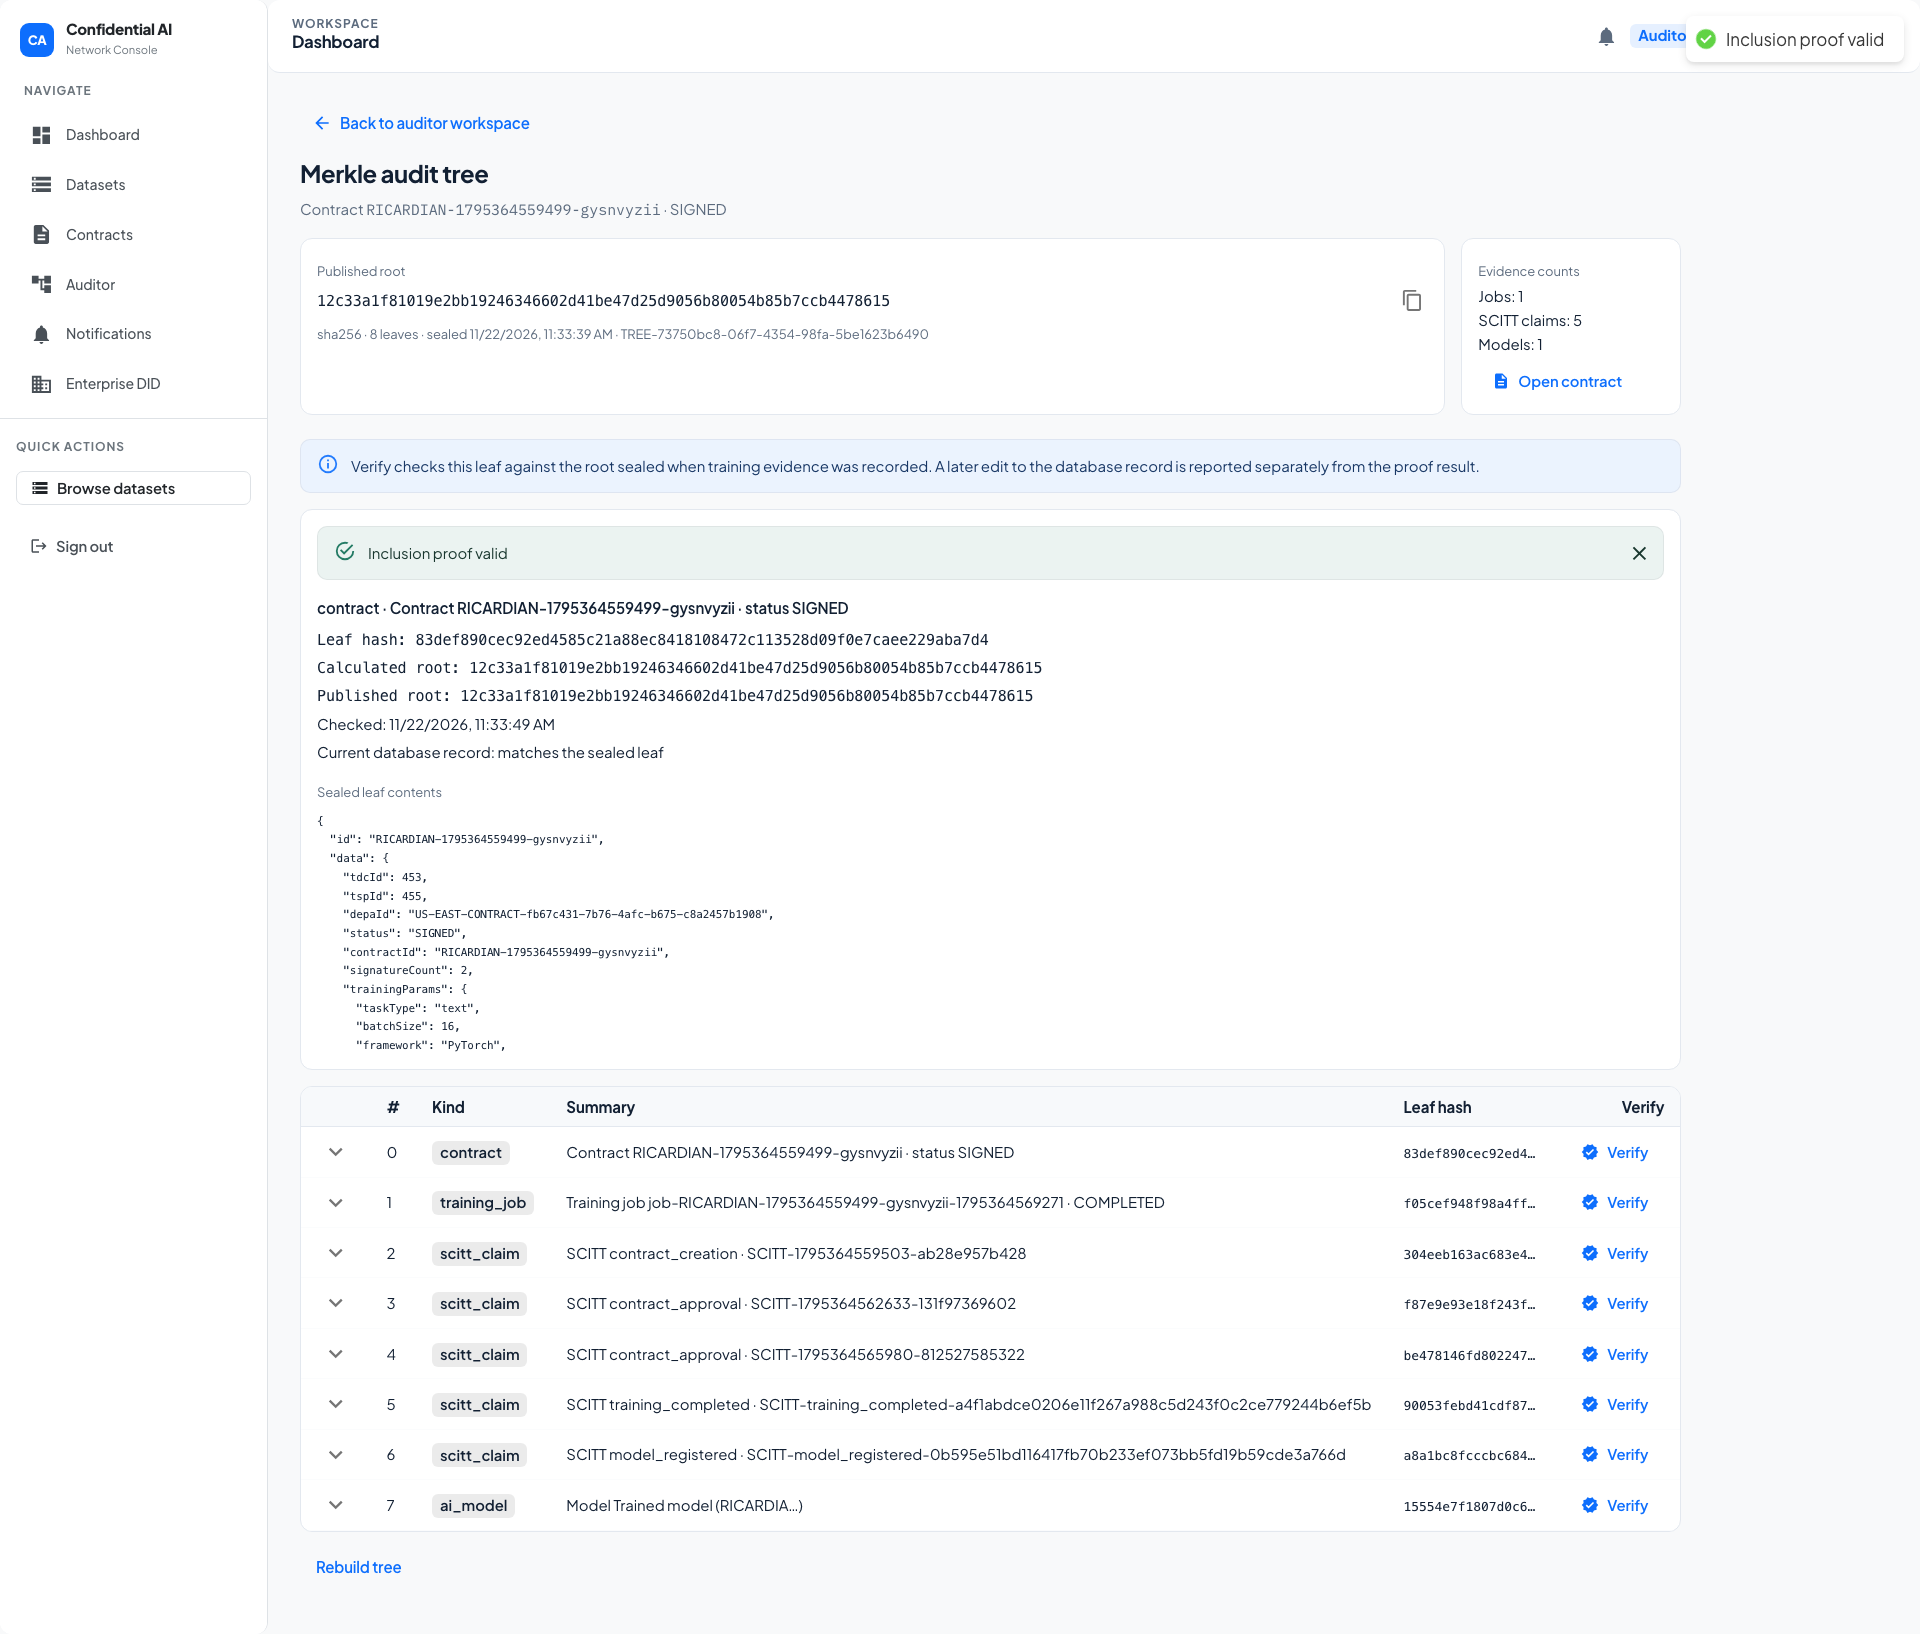 CA
Confidential AI
Network Console
NAVIGATE
Dashboard
Datasets
Contracts
Auditor
Notifications
Enterprise DID
QUICK ACTIONS
Browse datasets
Sign out
WORKSPACE
Dashboard
Audito
Inclusion proof valid
Back to auditor workspace
Merkle audit tree
Contract RICARDIAN-1795364559499-gysnvyzii · SIGNED
Published root
12c33a1f81019e2bb19246346602d41be47d25d9056b80054b85b7ccb4478615
sha256 · 8 leaves · sealed 11/22/2026, 11:33:39 AM · TREE-73750bc8-06f7-4354-98fa-5be1623b6490
Evidence counts
Jobs: 1
SCITT claims: 5
Models: 1
Open contract
Verify checks this leaf against the root sealed when training evidence was recorded. A later edit to the database record is reported separately from the proof result.
Inclusion proof valid
contract · Contract RICARDIAN-1795364559499-gysnvyzii · status SIGNED
Leaf hash: 83def890cec92ed4585c21a88ec8418108472c113528d09f0e7caee229aba7d4
Calculated root: 12c33a1f81019e2bb19246346602d41be47d25d9056b80054b85b7ccb4478615
Published root: 12c33a1f81019e2bb19246346602d41be47d25d9056b80054b85b7ccb4478615
Checked: 11/22/2026, 11:33:49 AM
Current database record: matches the sealed leaf
Sealed leaf contents
{
"id": "RICARDIAN-1795364559499-gysnvyzii",
"data": {
"tdcId": 453,
"tspId": 455,
"depaId": "US-EAST-CONTRACT-fb67c431-7b76-4afc-b675-c8a2457b1908",
"status": "SIGNED",
"contractId": "RICARDIAN-1795364559499-gysnvyzii",
"signatureCount": 2,
"trainingParams": {
"taskType": "text",
"batchSize": 16,
"framework": "PyTorch",
# Kind Summary Leaf hash Verify
0 contract Contract RICARDIAN-1795364559499-gysnvyzii · status SIGNED 83def890cec92ed4… Verify
1 training_job Training job job-RICARDIAN-1795364559499-gysnvyzii-1795364569271 · COMPLETED f05cef948f98a4ff… Verify
2 scitt_claim SCITT contract_creation · SCITT-1795364559503-ab28e957b428 304eeb163ac683e4… Verify
3 scitt_claim SCITT contract_approval · SCITT-1795364562633-131f97369602 f87e9e93e18f243f… Verify
4 scitt_claim SCITT contract_approval · SCITT-1795364565980-812527585322 be478146fd802247… Verify
5 scitt_claim SCITT training_completed · SCITT-training_completed-a4f1abdce0206e11f267a988c5d243f0c2ce779244b6ef5b 90053febd41cdf87… Verify
6 scitt_claim SCITT model_registered · SCITT-model_registered-0b595e51bd116417fb70b233ef073bb5fd19b59cde3a766d a8a1bc8fcccbc684… Verify
7 ai_model Model Trained model (RICARDIA…) 15554e7f1807d0c6… Verify
Rebuild tree